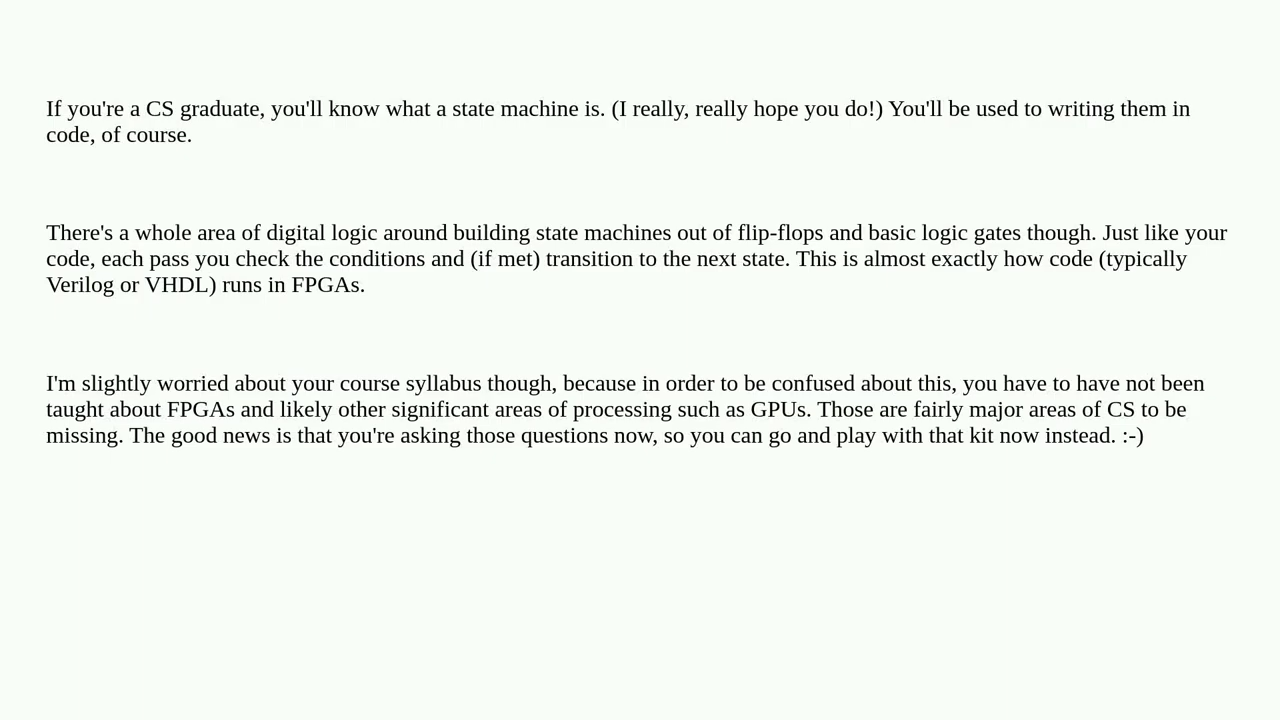 If you're a CS graduate, you'll know what a state machine is. (I really, really hope you do!) You'll be used to writing them in
code, of course.
There's a whole area of digital logic around building state machines out of flip-flops and basic logic gates though. Just like your
code, each pass you check the conditions and (if met) transition to the next state. This is almost exactly how code (typically
Verilog or VHDL) runs in FPGAs.
I'm slightly worried about your course syllabus though, because in order to be confused about this, you have to have not been
taught about FPGAs and likely other significant areas of processing such as GPUs. Those are fairly major areas of CS to be
missing. The good news is that you're asking those questions now, so you can go and play with that kit now instead. :-)